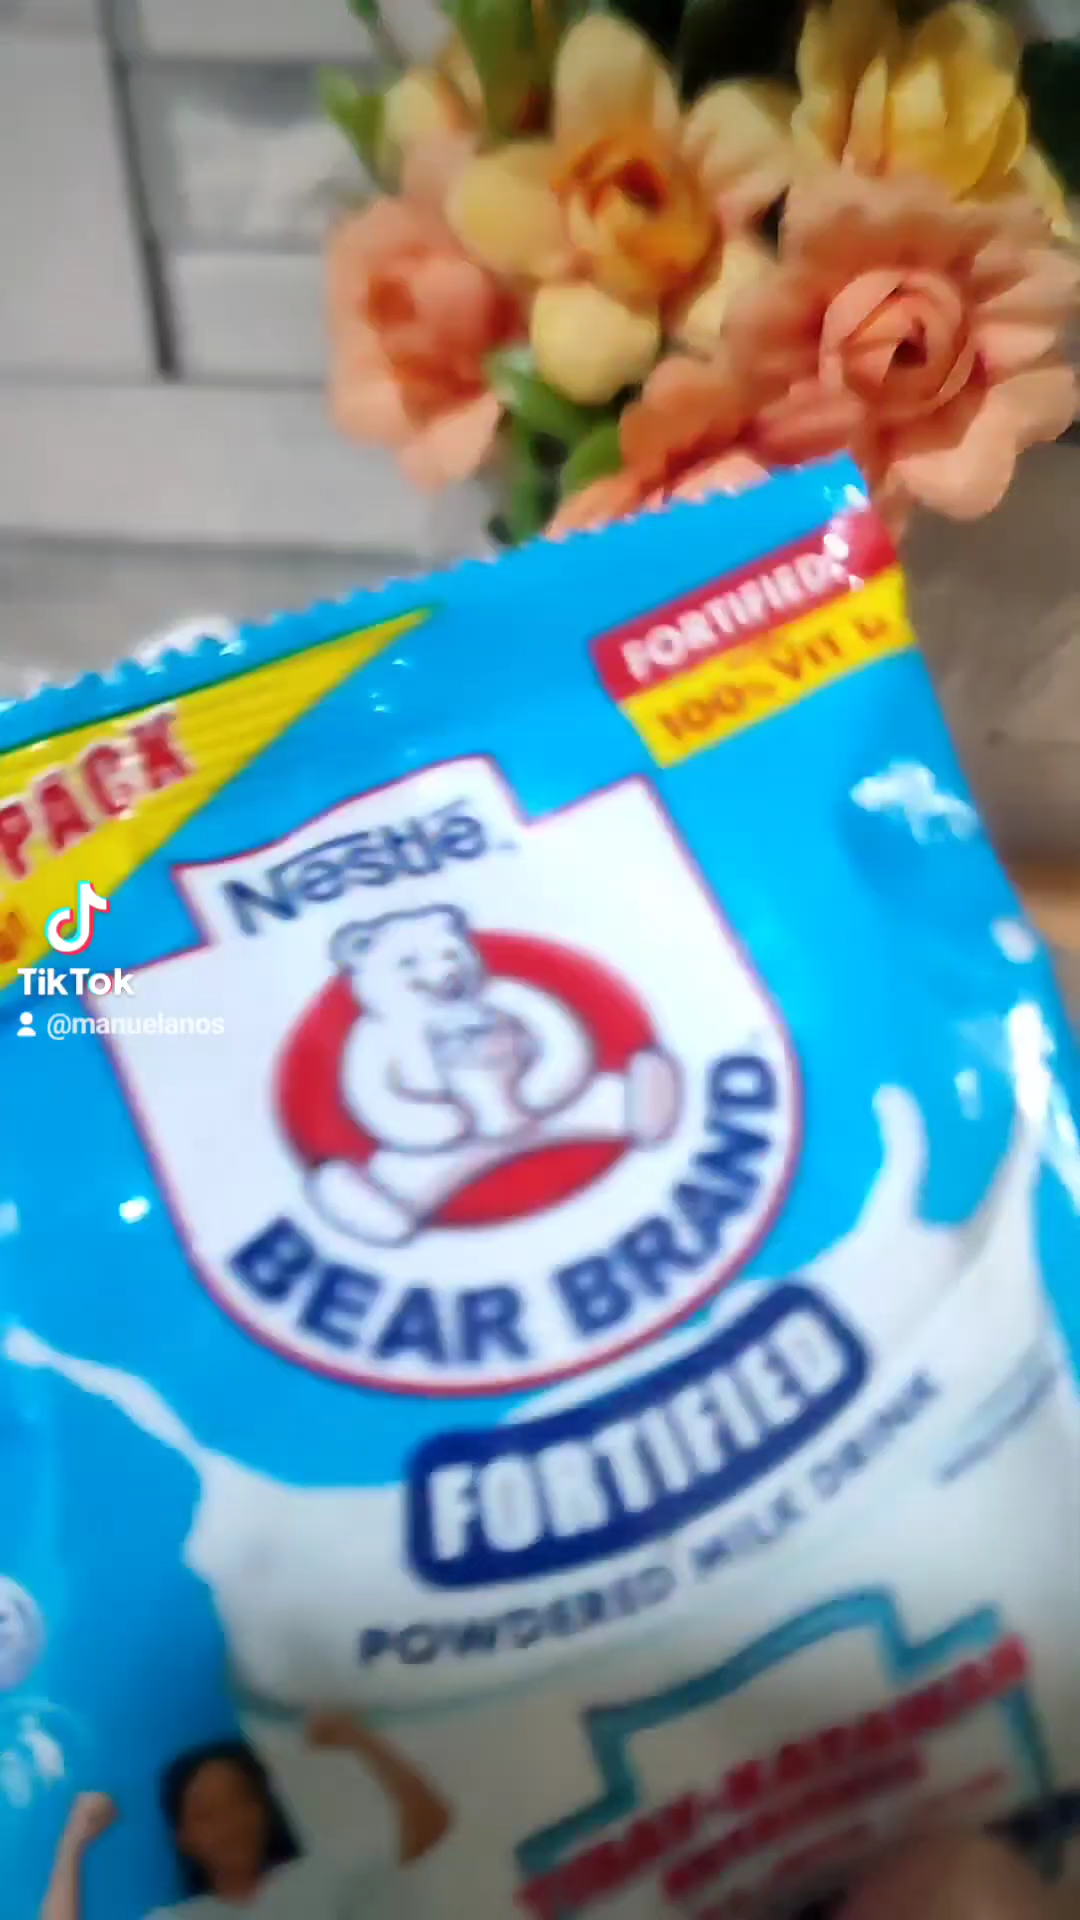 FORTIFIED!
100% VIT
PACK
Nestlé
BEAR BRAND
FORTIFIED
POWDERED MILK DRINK
TikTok
@manuelanos